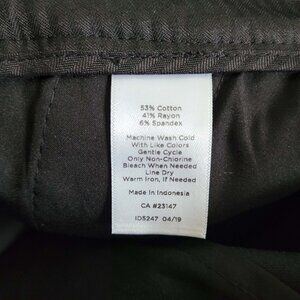 53% Cotton
41% Rayon
6% Spandex
Machine Wash Cold
With Like Colors
Gentle Cycle
Only Non-Chlorine
Bleach When Needed
Line Dry
Warm Iron, If Needed
Made In Indonesia
CA #23147
ID5247 04/19